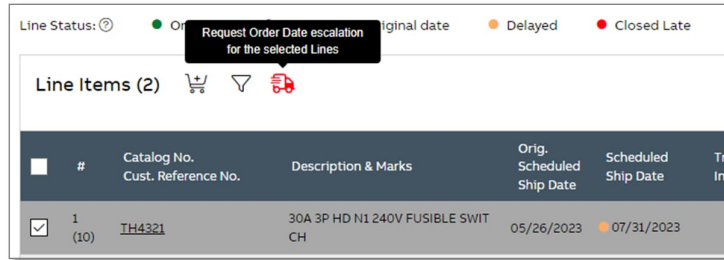 Line Status:
Request Order Date escalation
for the selected Lines
iginal date
Delayed
Closed Late
Line Items (2)
#
Catalog No.
Cust. Reference No.
Description & Marks
Orig.
Scheduled
Ship Date
Scheduled
Ship Date
1
(10)
TH4321
30A 3P HD N1 240V FUSIBLE SWIT
CH
05/26/2023
07/31/2023